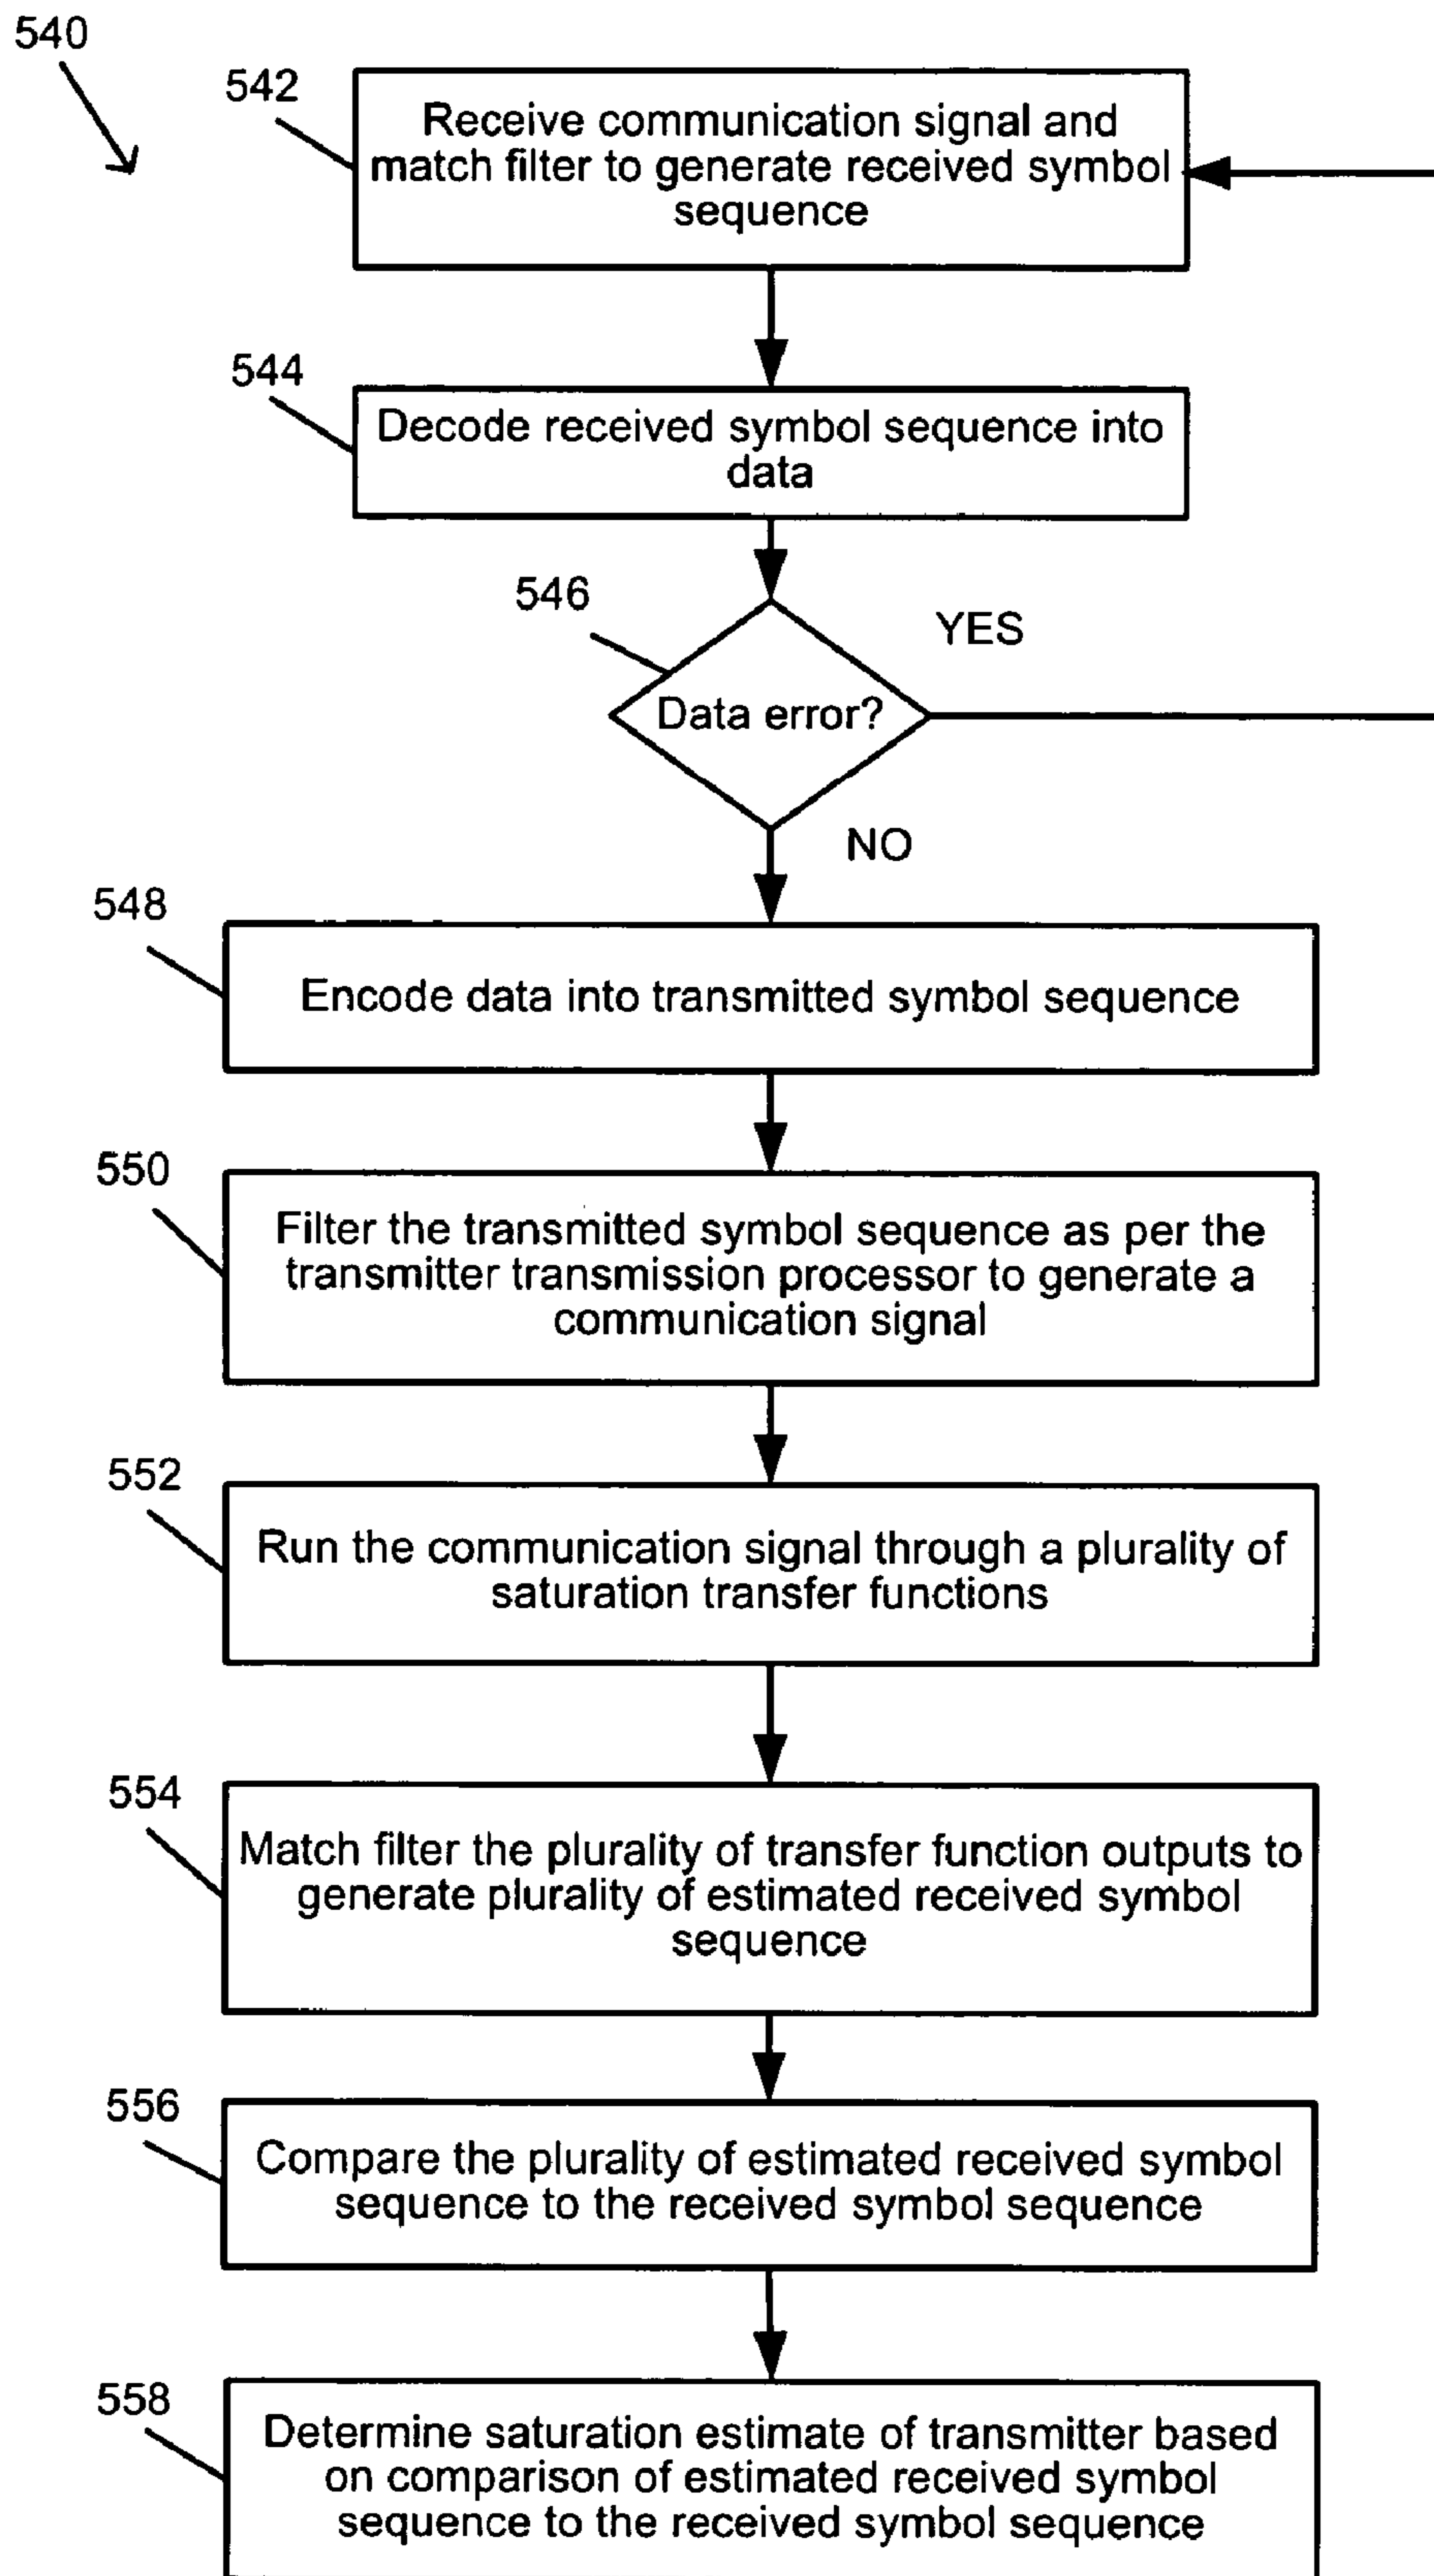 540
542
Receive communication signal and
match filter to generate received symbol
sequence
544
Decode received symbol sequence into
data
546
YES
Data error?
NO
548
Encode data into transmitted symbol sequence
550
Filter the transmitted symbol sequence as per the
transmitter transmission processor to generate a
communication signal
552
Run the communication signal through a plurality of
saturation transfer functions
554
Match filter the plurality of transfer function outputs to
generate plurality of estimated received symbol
sequence
556
Compare the plurality of estimated received symbol
sequence to the received symbol sequence
558
Determine saturation estimate of transmitter based
on comparison of estimated received symbol
sequence to the received symbol sequence